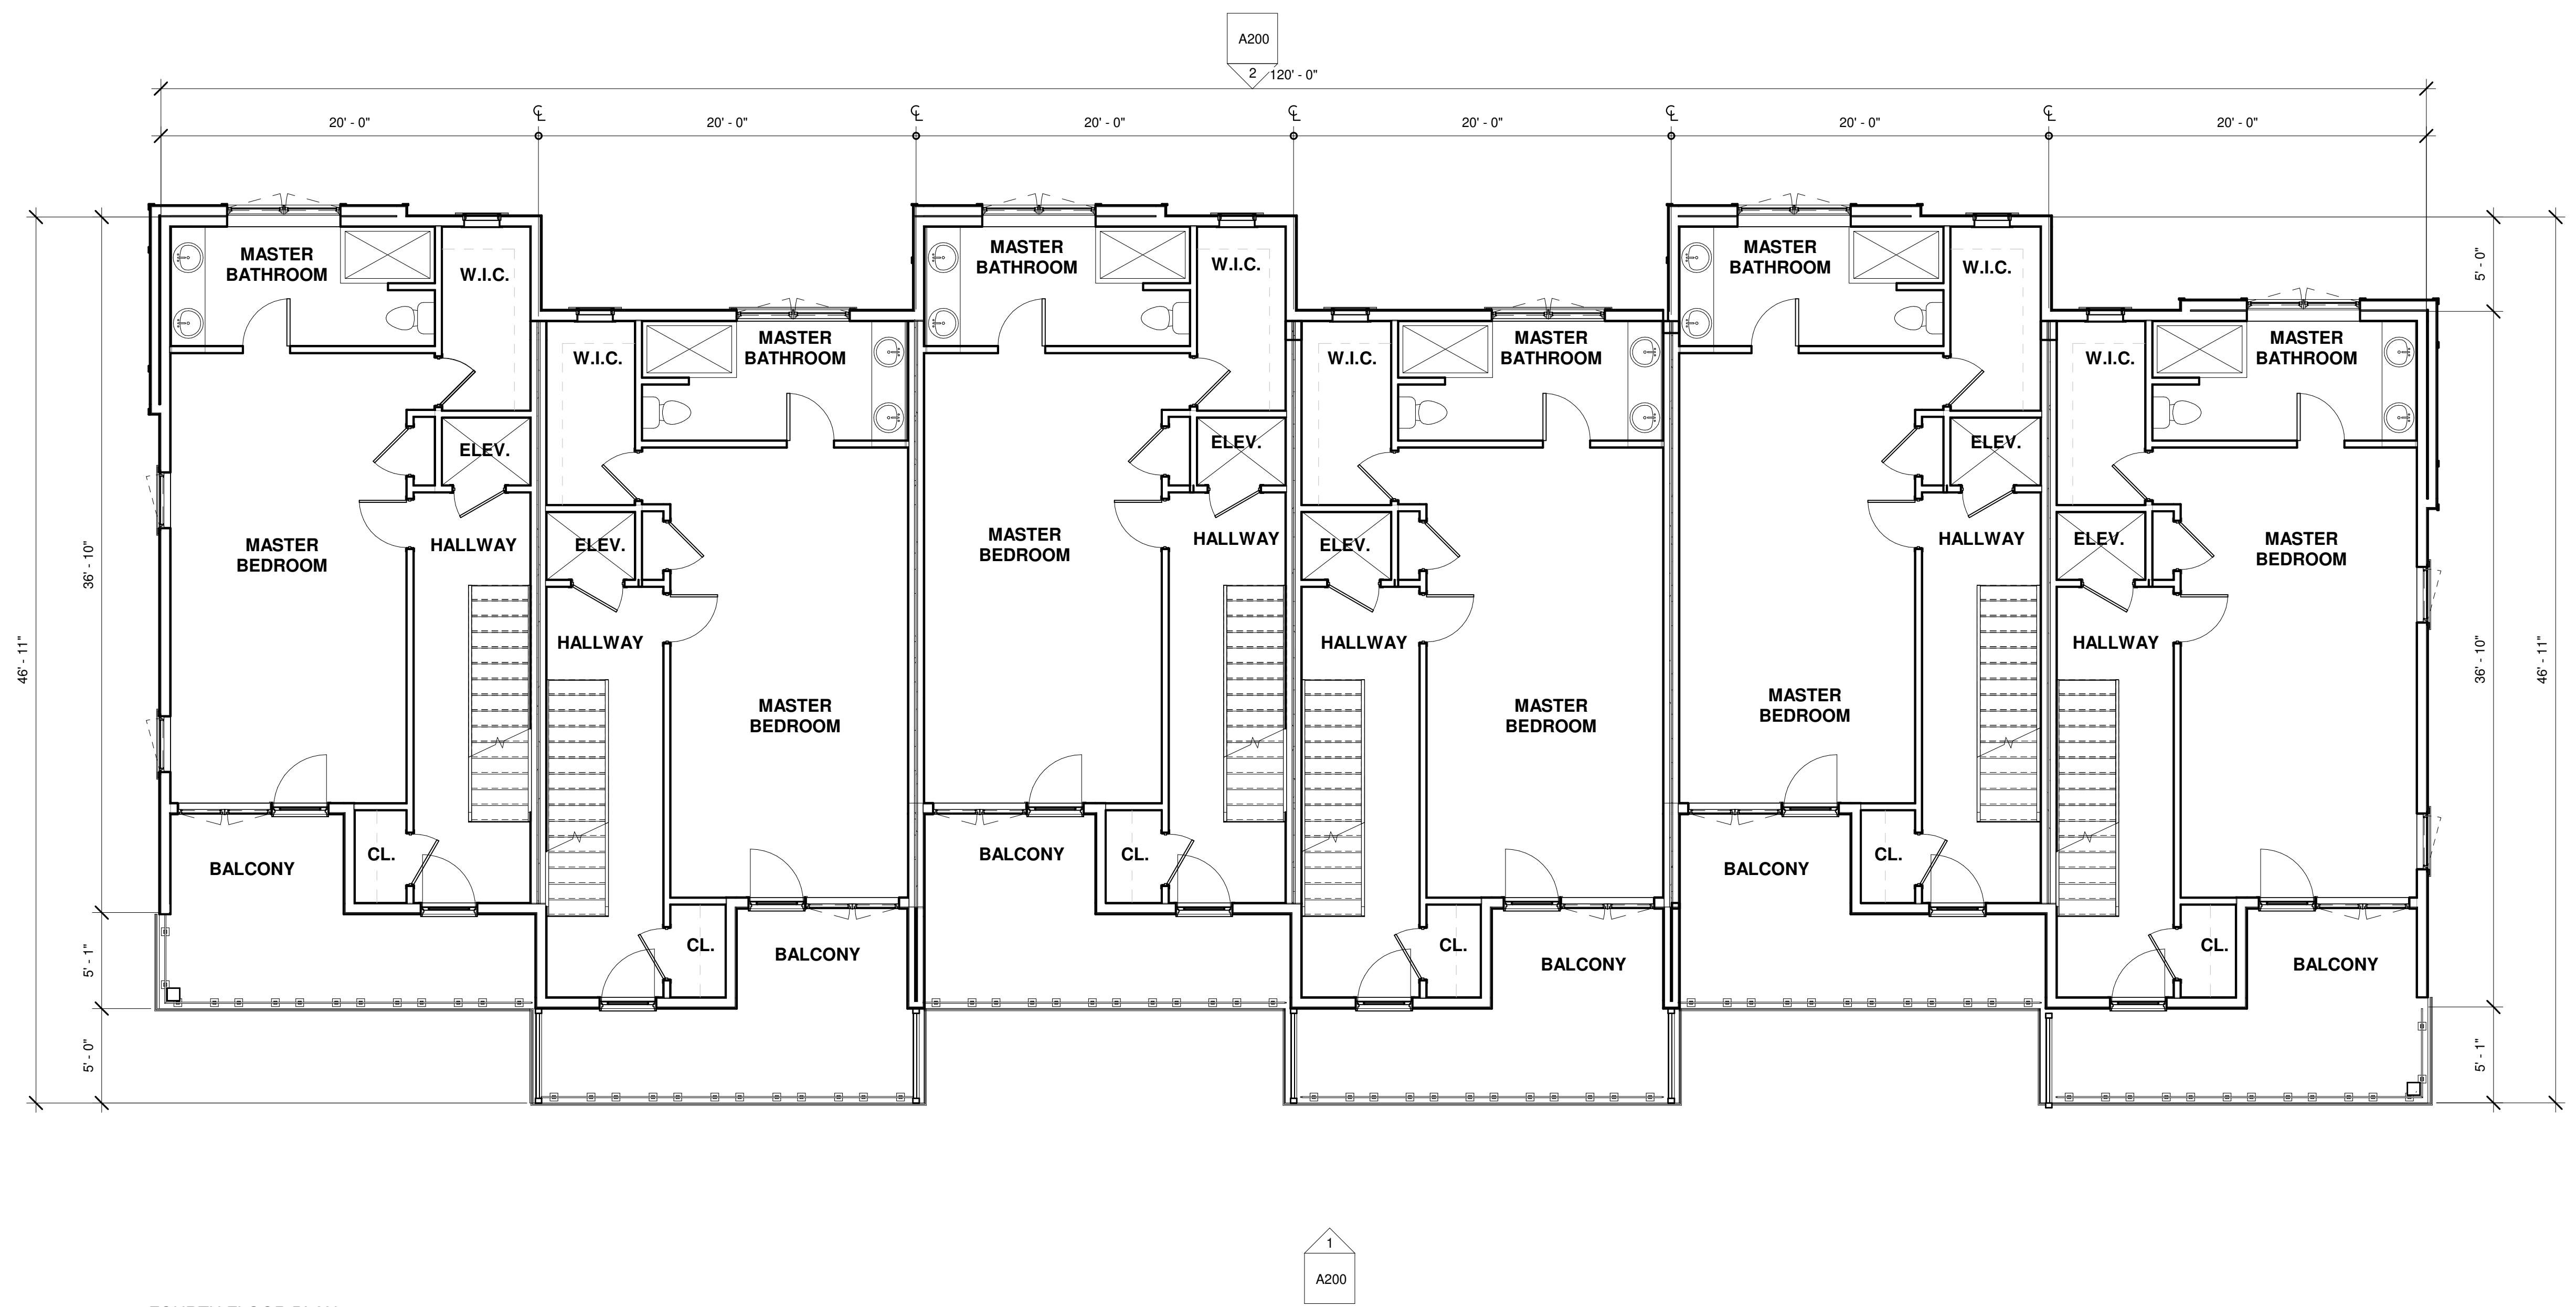 A200
2
120' - 0"
℄
℄
℄
℄
℄
20' - 0"
20' - 0"
20' - 0"
20' - 0"
20' - 0"
20' - 0"
MASTER
BATHROOM
W.I.C.
MASTER
BATHROOM
W.I.C.
MASTER
BATHROOM
W.I.C.
5' - 0"
W.I.C.
MASTER
BATHROOM
W.I.C.
MASTER
BATHROOM
W.I.C.
MASTER
BATHROOM
ELEV.
ELEV.
ELEV.
MASTER
BEDROOM
HALLWAY
ELEV.
MASTER
BEDROOM
HALLWAY
ELEV.
HALLWAY
ELEV.
MASTER
BEDROOM
36' - 10"
46' - 11"
HALLWAY
HALLWAY
HALLWAY
36' - 10"
46' - 11"
MASTER
BEDROOM
MASTER
BEDROOM
MASTER
BEDROOM
BALCONY
CL.
BALCONY
CL.
BALCONY
CL.
5' - 1"
CL.
BALCONY
CL.
BALCONY
CL.
BALCONY
5' - 0"
5' - 1"
1
A200